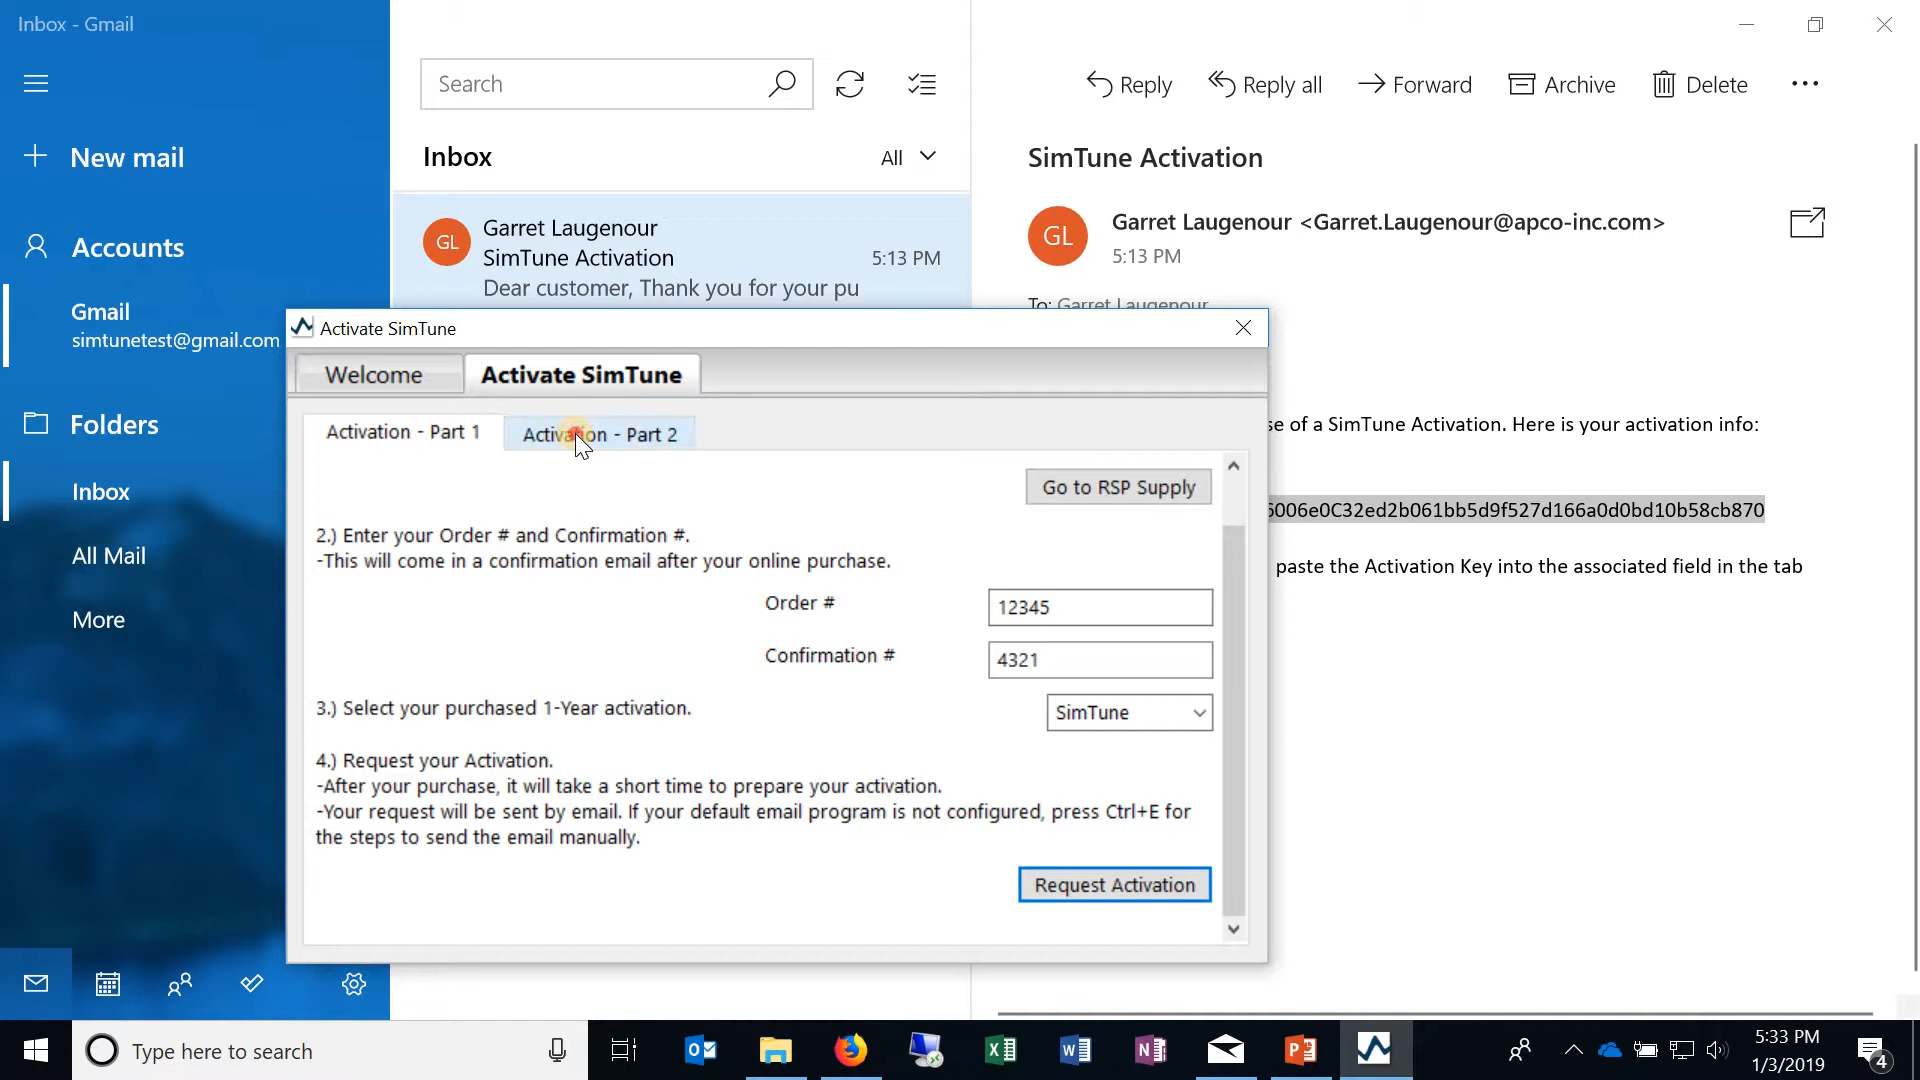 Inbox - Gmail
New mail
Accounts
Gmail
simtunetest@gmail.com
Folders
Inbox
All Mail
More
Search
Inbox
All
GL
Garret Laugenour
SimTune Activation
5:13 PM
Dear customer, Thank you for your pu
Reply
Reply all
Forward
Archive
Delete
SimTune Activation
GL
Garret Laugenour <Garret.Laugenour@apco-inc.com>
5:13 PM
To: Garret Laugenour
se of a SimTune Activation. Here is your activation info:
6006e0C32ed2b061bb5d9f527d166a0d0bd10b58cb870
paste the Activation Key into the associated field in the tab
Activate SimTune
Welcome
Activate SimTune
Activation - Part 1
Activation - Part 2
Go to RSP Supply
2.) Enter your Order # and Confirmation #.
-This will come in a confirmation email after your online purchase.
Order #
12345
Confirmation #
4321
3.) Select your purchased 1-Year activation.
SimTune
4.) Request your Activation.
-After your purchase, it will take a short time to prepare your activation.
-Your request will be sent by email. If your default email program is not configured, press Ctrl+E for
the steps to send the email manually.
Request Activation
Type here to search
5:33 PM
1/3/2019
4